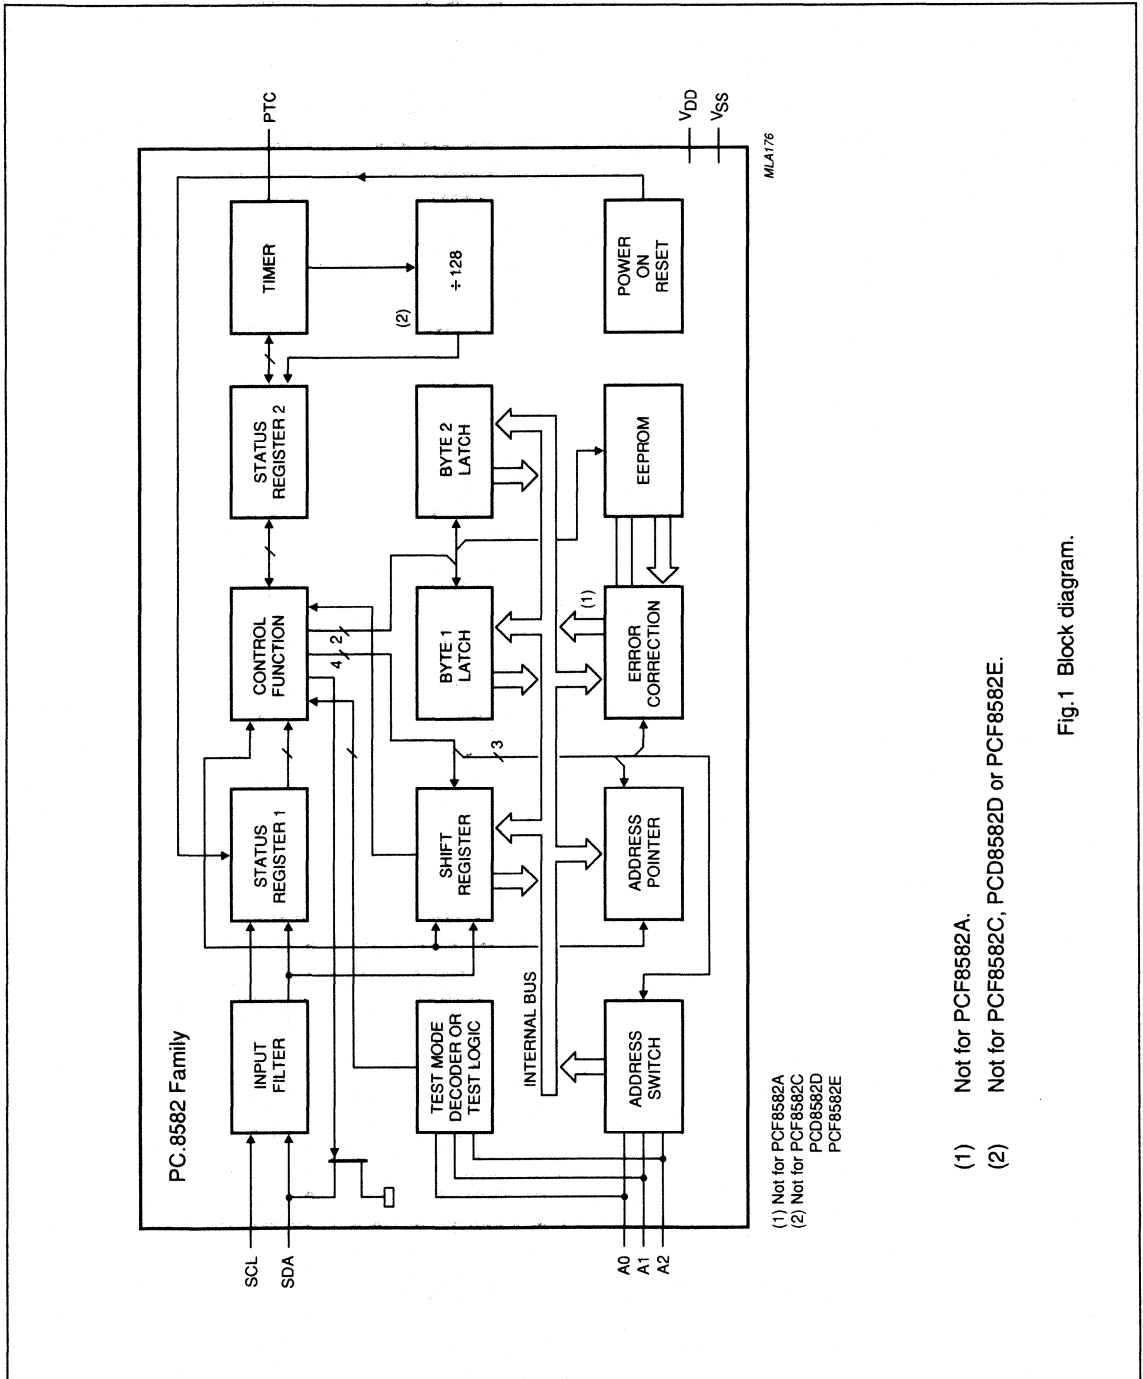 PC.8582 Family
SCL
SDA
INPUT
FILTER
STATUS
REGISTER 1
CONTROL
FUNCTION
STATUS
REGISTER 2
TIMER
PTC
2
4
TEST MODE
DECODER OR
TEST LOGIC
SHIFT
REGISTER
BYTE 1
LATCH
BYTE 2
LATCH
(2)
÷128
3
INTERNAL BUS
(1)
A0
A1
A2
ADDRESS
SWITCH
ADDRESS
POINTER
ERROR
CORRECTION
EEPROM
POWER
ON
RESET
VDD
VSS
MLA176
(1) Not for PCF8582A
(2) Not for PCF8582C
PCD8582D
PCF8582E
(1) Not for PCF8582A.
(2) Not for PCF8582C, PCD8582D or PCF8582E.
Fig.1 Block diagram.